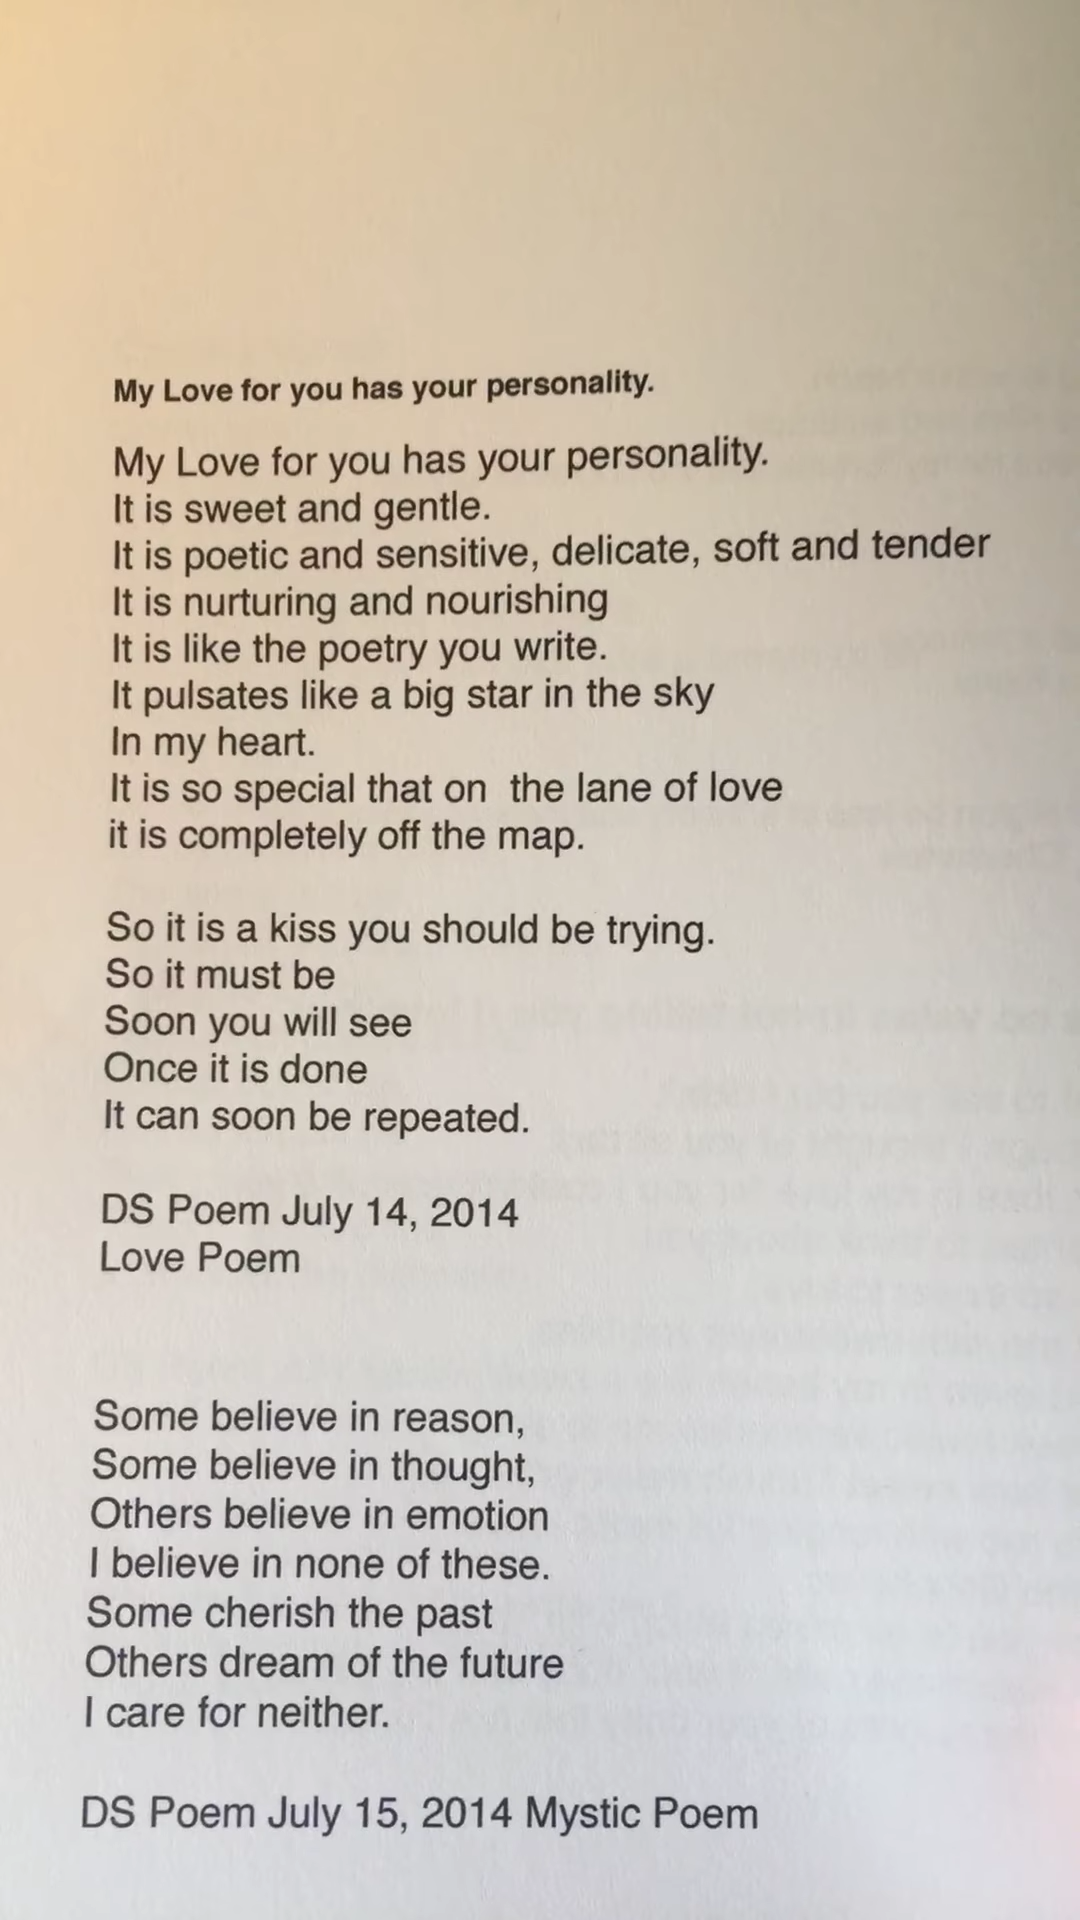 My Love for you has your personality.
My Love for you has your personality.
It is sweet and gentle.
It is poetic and sensitive, delicate, soft and tender
It is nurturing and nourishing
It is like the poetry you write.
It pulsates like a big star in the sky
In my heart.
It is so special that on  the lane of love
it is completely off the map.
So it is a kiss you should be trying.
So it must be
Soon you will see
Once it is done
It can soon be repeated.
DS Poem July 14, 2014
Love Poem
Some believe in reason,
Some believe in thought,
Others believe in emotion
I believe in none of these.
Some cherish the past
Others dream of the future
I care for neither.
DS Poem July 15, 2014 Mystic Poem